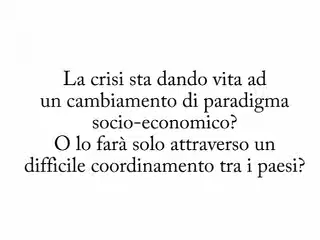 La crisi sta dando vita ad
un cambiamento di paradigma
socio-economico?
O lo farà solo attraverso un
difficile coordinamento tra i paesi?